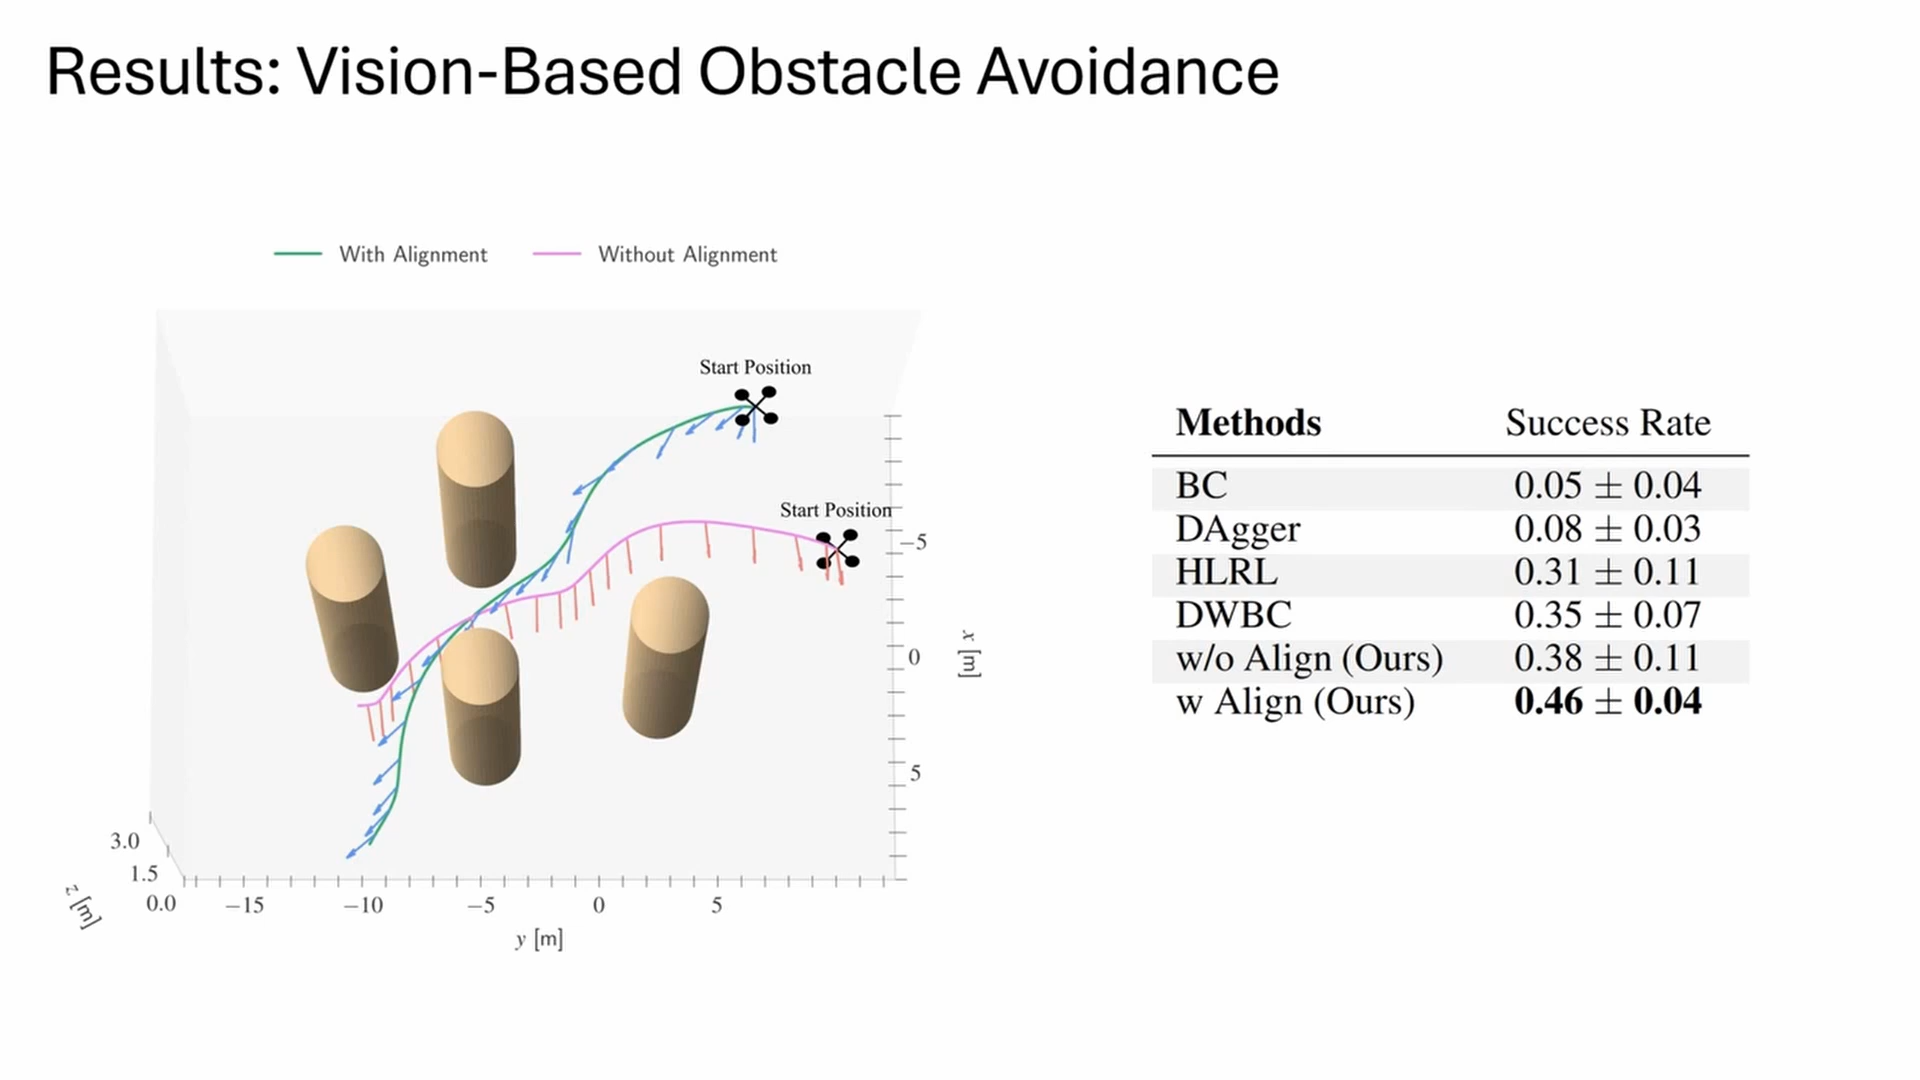 Results: Vision-Based Obstacle Avoidance
With Alignment
Without Alignment
Start Position
Start Position
−5
0
5
x [m]
3.0
1.5
0.0
z [m]
−15
−10
−5
0
5
y [m]
Methods Success Rate
BC 0.05 ± 0.04
DAgger 0.08 ± 0.03
HLRL 0.31 ± 0.11
DWBC 0.35 ± 0.07
w/o Align (Ours) 0.38 ± 0.11
w Align (Ours) 0.46 ± 0.04